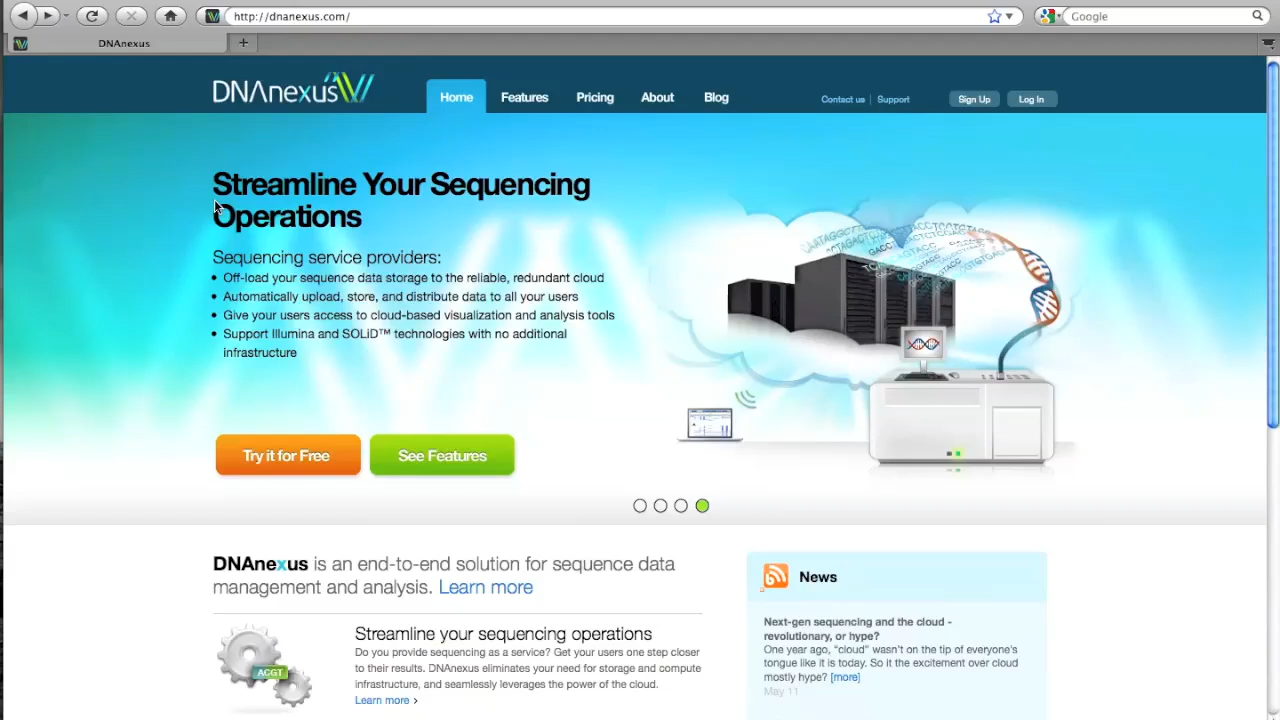 http://dnanexus.com/
Google
DNAnexus
DNAnexus
Home
Features
Pricing
About
Blog
Contact us | Support
Sign Up
Log In
Streamline Your Sequencing
Operations
Sequencing service providers:
• Off-load your sequence data storage to the reliable, redundant cloud
• Automatically upload, store, and distribute data to all your users
• Give your users access to cloud-based visualization and analysis tools
• Support Illumina and SOLiD™ technologies with no additional
infrastructure
Try it for Free
See Features
DNAnexus is an end-to-end solution for sequence data
management and analysis. Learn more
Streamline your sequencing operations
Do you provide sequencing as a service? Get your users one step closer
to their results. DNAnexus eliminates your need for storage and compute
infrastructure, and seamlessly leverages the power of the cloud.
Learn more ›
ACGT
News
Next-gen sequencing and the cloud -
revolutionary, or hype?
One year ago, “cloud” wasn’t on the tip of everyone’s
tongue like it is today. So it the excitement over cloud
mostly hype? [more]
May 11